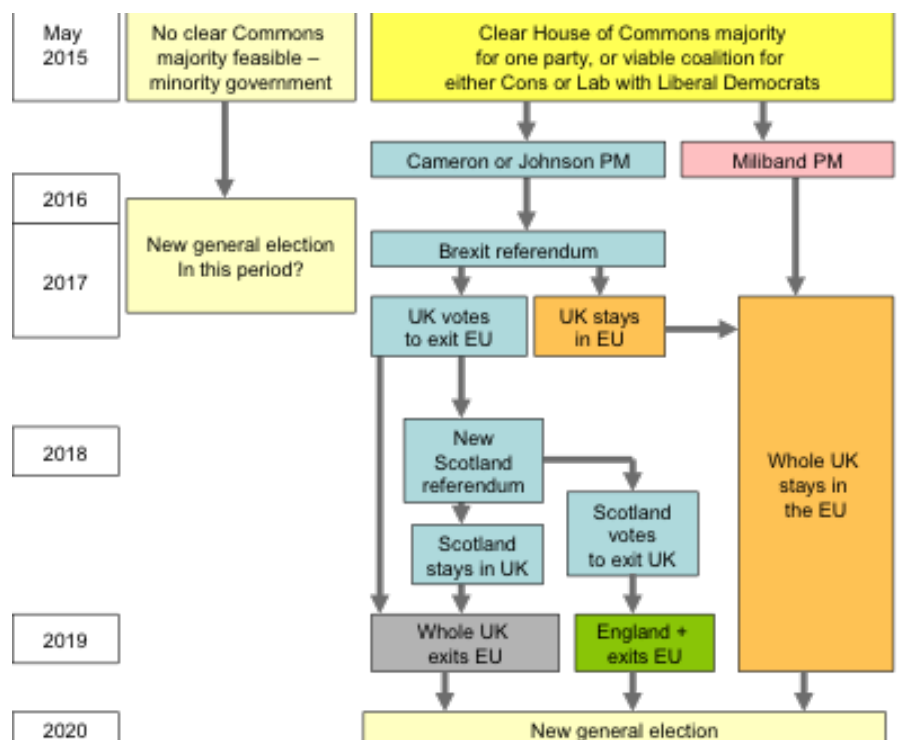 May
2015
No clear Commons
majority feasible –
minority government
Clear House of Commons majority
for one party, or viable coalition for
either Cons or Lab with Liberal Democrats
Cameron or Johnson PM
Miliband PM
2016
New general election
In this period?
Brexit referendum
2017
UK votes
to exit EU
UK stays
in EU
2018
New
Scotland
referendum
Whole UK
stays in
the EU
Scotland
votes
to exit UK
Scotland
stays in UK
2019
Whole UK
exits EU
England +
exits EU
2020
New general election